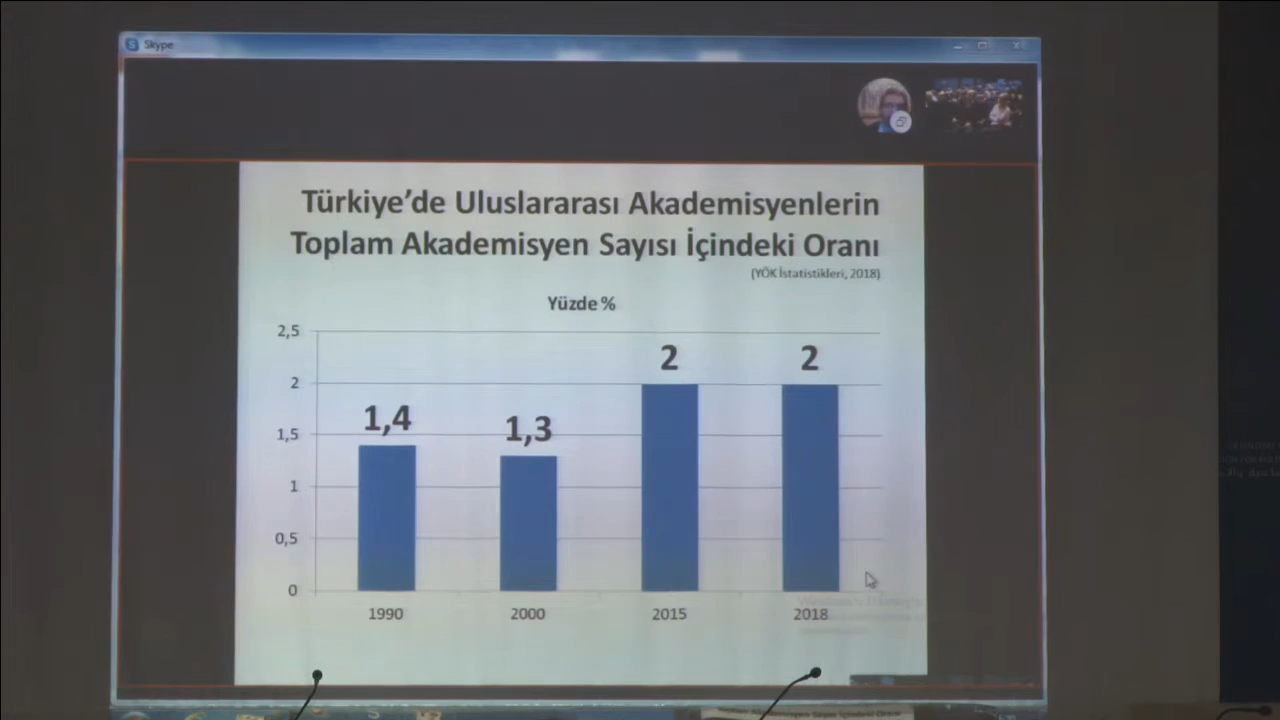 Skype
Türkiye’de Uluslararası Akademisyenlerin
Toplam Akademisyen Sayısı İçindeki Oranı
(YÖK İstatistikleri, 2018)
Yüzde %
2,5
2
1,5
1
0,5
0
1,4
1,3
2
2
1990
2000
2015
2018